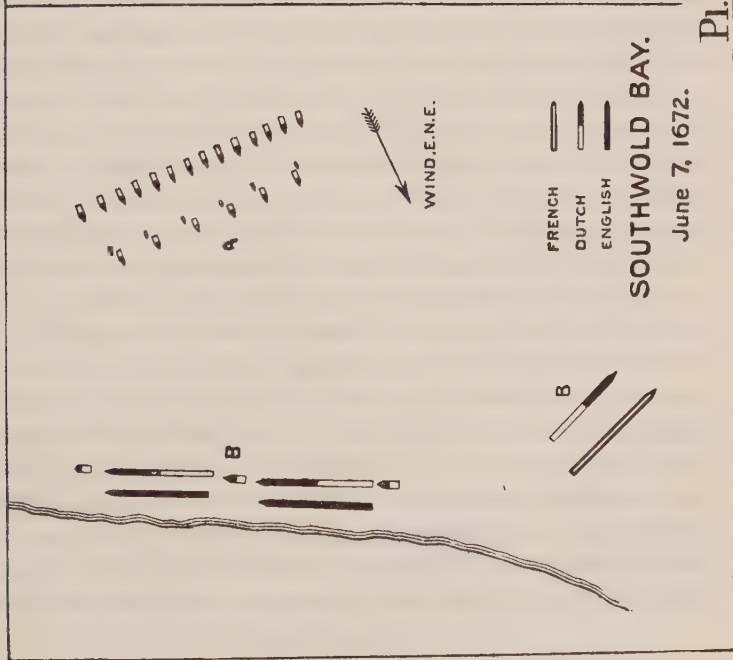 Pl.
A
WIND.E.N.E.
FRENCH
DUTCH
ENGLISH
SOUTHWOLD BAY.
June 7, 1672.
B
B